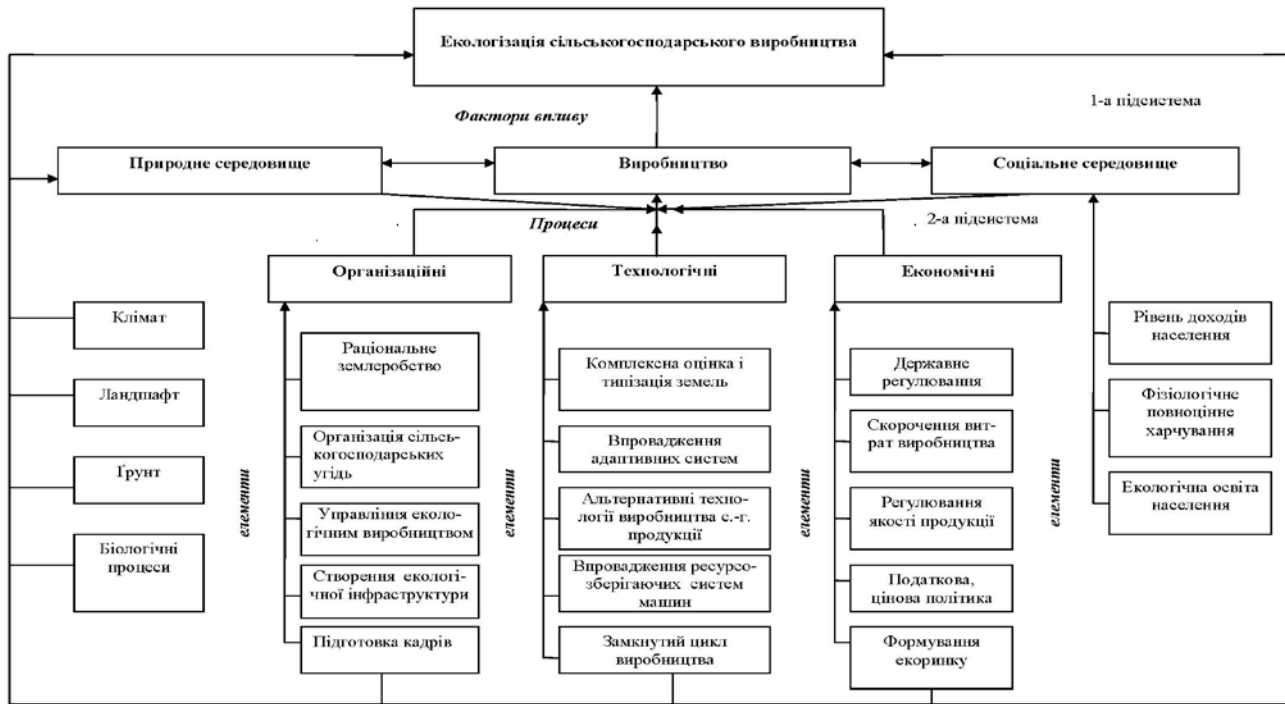 Екологізація сільськогосподарського виробництва
1-а підсистема
Фактори впливу
Природне середовище
Виробництво
Соціальне середовище
Процеси
2-а підсистема
Організаційні
Технологічні
Економічні
Клімат
Ландшафт
Ґрунт
Біологічні
процеси
елементи
Раціональне
землеробство
Організація сільсь-
когосподарських
угідь
Управління еколо-
гічним виробництвом
Створення екологі-
чної інфраструктури
Підготовка кадрів
елементи
Комплексна оцінка і
типізація земель
Впровадження
адаптивних систем
Альтернативні техно-
логії виробництва с.-г.
продукції
Впровадження ресурсо-
зберігаючих систем
машин
Замкнутий цикл
виробництва
елементи
Державне
регулювання
Скорочення вит-
рат виробництва
Регулювання
якості продукції
Податкова,
цінова політика
Формування
екоринку
елементи
Рівень доходів
населення
Фізіологічне
повноцінне
харчування
Екологічна освіта
населення